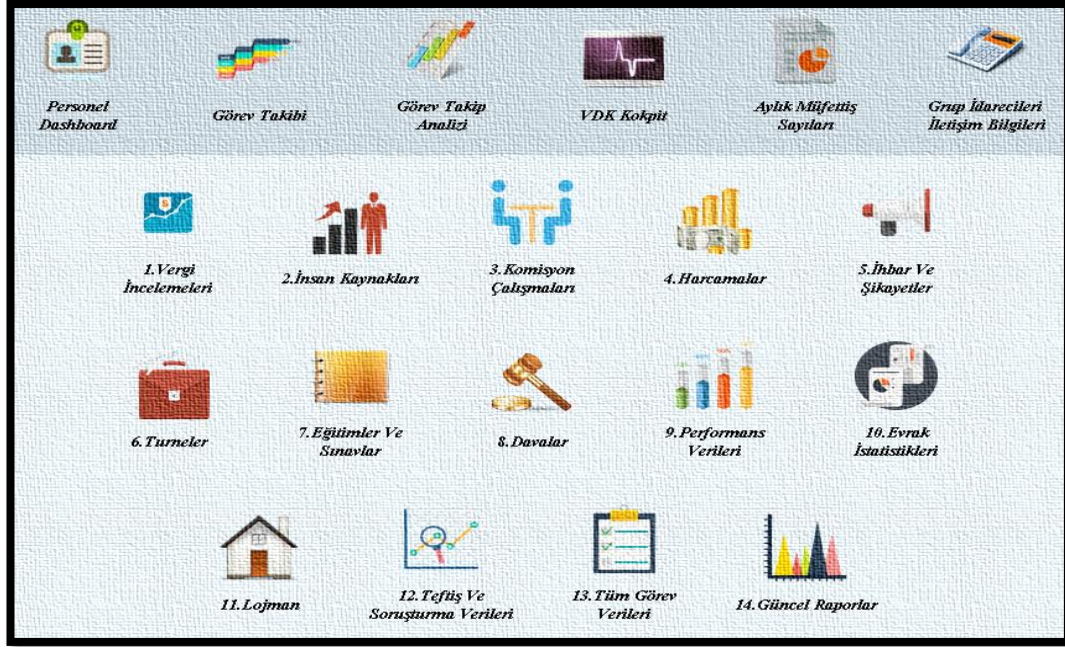 Personel
Dashboard
Görev Takibi
Görev Takip
Analizi
VDK Kokpit
Aylık Müfettiş
Sayıları
Grup İdarecileri
İletişim Bilgileri
1.Vergi
İncelemeleri
2.İnsan Kaynakları
3.Komisyon
Çalışmaları
4.Harcamalar
5.İhbar Ve
Şikayetler
6.Turneler
7.Eğitimler Ve
Sınavlar
8.Davalar
9.Performans
Verileri
10.Evrak
İstatistikleri
11.Lojman
12.Teftiş Ve
Soruşturma Verileri
13.Tüm Görev
Verileri
14.Güncel Raporlar